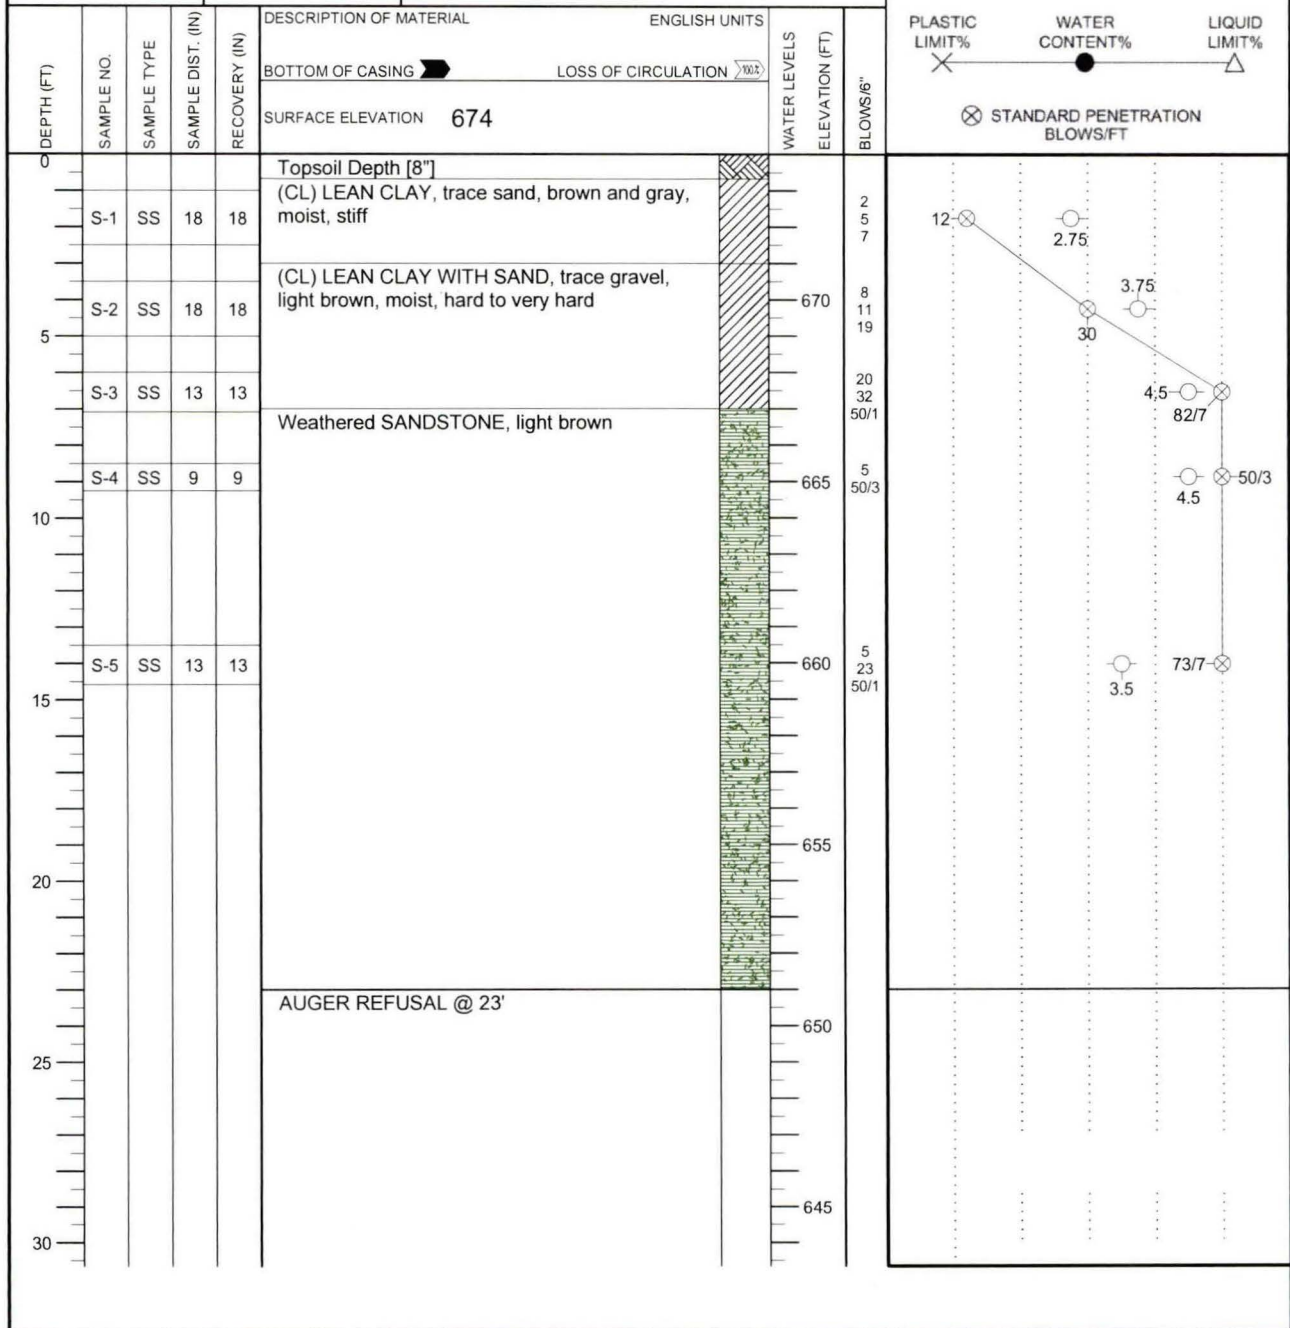 DEPTH (FT)
SAMPLE NO.
SAMPLE TYPE
SAMPLE DIST. (IN)
RECOVERY (IN)
DESCRIPTION OF MATERIAL ENGLISH UNITS
BOTTOM OF CASING LOSS OF CIRCULATION 100%
SURFACE ELEVATION 674
WATER LEVELS
ELEVATION (FT)
BLOWS/6"
PLASTIC WATER LIQUID
LIMIT% CONTENT% LIMIT%
STANDARD PENETRATION
BLOWS/FT
0
Topsoil Depth [8"]
(CL) LEAN CLAY, trace sand, brown and gray,
moist, stiff
S-1 SS 18 18
2
5
7
12
2.75
(CL) LEAN CLAY WITH SAND, trace gravel,
light brown, moist, hard to very hard
S-2 SS 18 18
670
8
11
19
3.75
30
5
S-3 SS 13 13
20
32
50/1
4.5
82/7
Weathered SANDSTONE, light brown
S-4 SS 9 9
665
5
50/3
50/3
4.5
10
S-5 SS 13 13
660
5
23
50/1
73/7
3.5
15
655
20
AUGER REFUSAL @ 23'
650
25
645
30